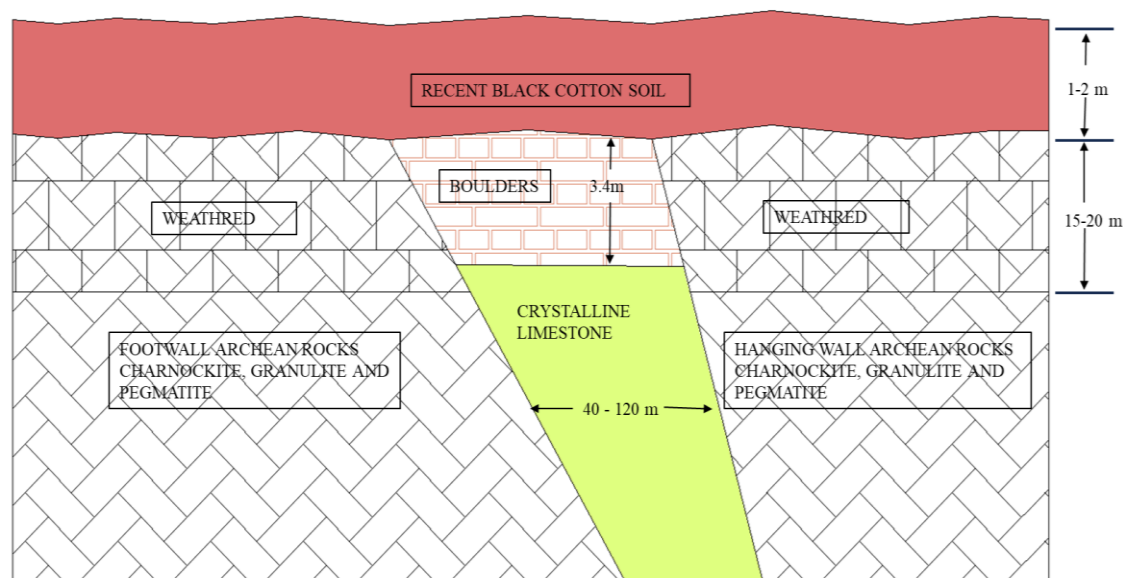 RECENT BLACK COTTON SOIL
1-2 m
BOULDERS
3.4m
WEATHRED
WEATHRED
15-20 m
CRYSTALLINE
LIMESTONE
FOOTWALL ARCHEAN ROCKS
CHARNOCKITE, GRANULITE AND
PEGMATITE
HANGING WALL ARCHEAN ROCKS
CHARNOCKITE, GRANULITE AND
PEGMATITE
40 - 120 m